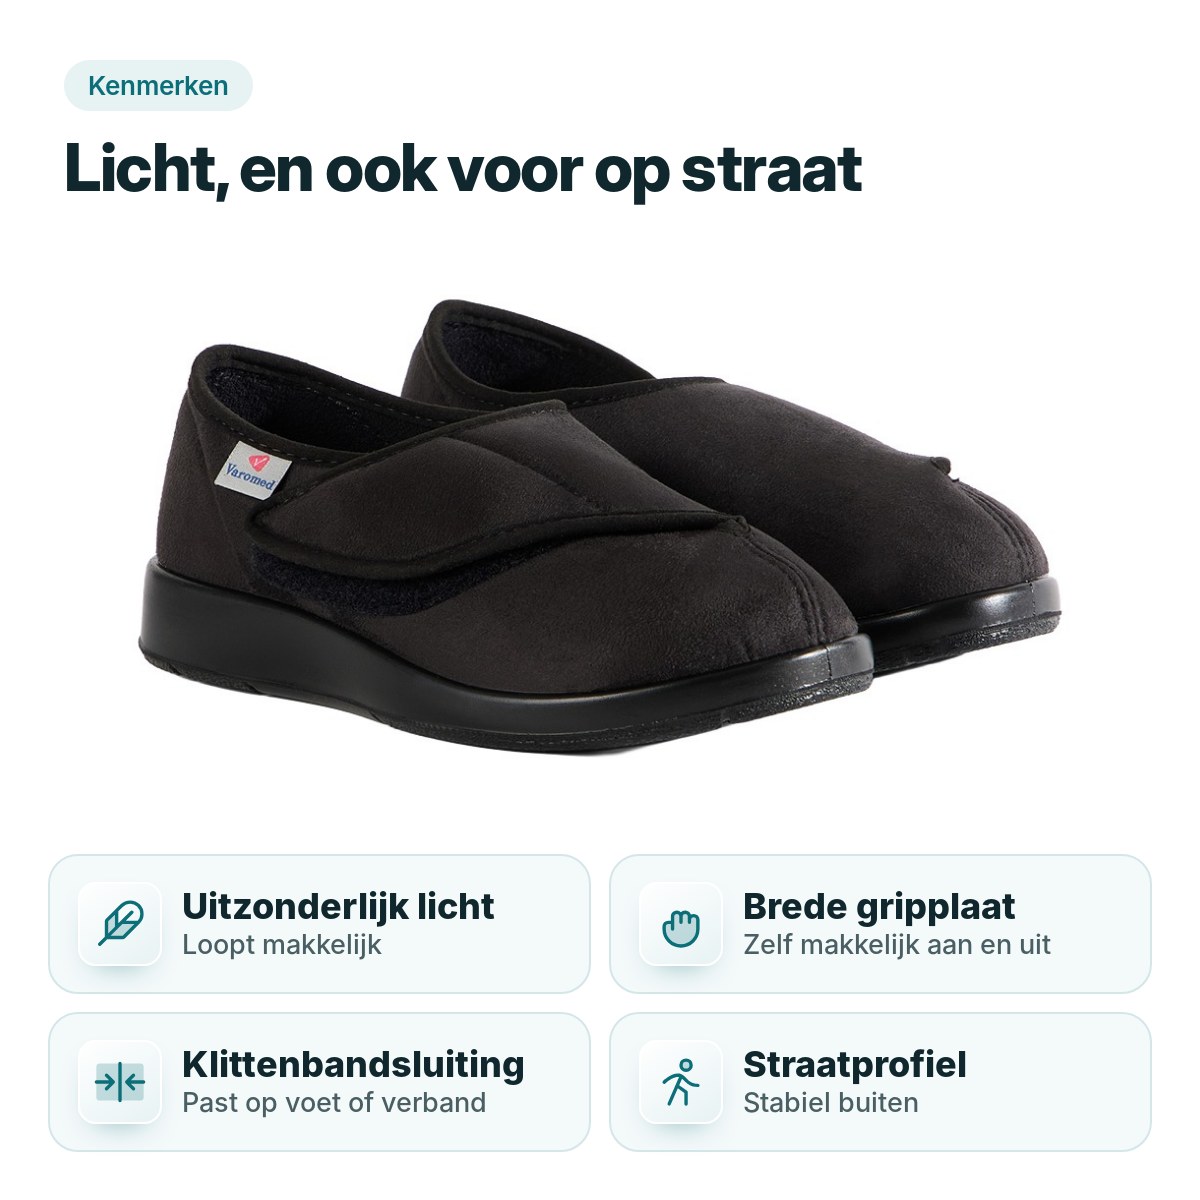 Kenmerken
Licht, en ook voor op straat
Varomed
Uitzonderlijk licht
Loopt makkelijk
Brede gripplaat
Zelf makkelijk aan en uit
Klittenbandsluiting
Past op voet of verband
Straatprofiel
Stabiel buiten